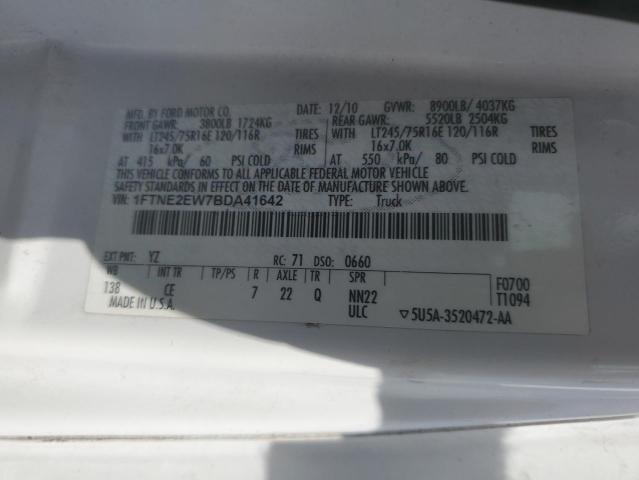 MFD. BY FORD MOTOR CO. DATE: 12/10 GVWR: 8900LB/ 4037KG
FRONT GAWR: 3800LB 1724KG REAR GAWR: 5520LB 2504KG
WITH LT245/75R16E 120/116R TIRES WITH LT245/75R16E 120/116R TIRES
16x7.0K RIMS 16x7.0K RIMS
AT 415 kPa/ 60 PSI COLD AT 550 kPa/ 80 PSI COLD
THIS VEHICLE CONFORMS TO ALL APPLICABLE FEDERAL MOTOR VEHICLE
SAFETY STANDARDS IN EFFECT ON THE DATE OF MANUFACTURE SHOWN ABOVE.
VIN: 1FTNE2EW7BDA41642 TYPE: Truck
EXT PNT: YZ RC: 71 DSO: 0660
WB INT TR TP/PS R AXLE TR SPR F0700
138 CE 7 22 Q NN22 T1094
MADE IN U.S.A. ULC ▽5U5A-3520472-AA